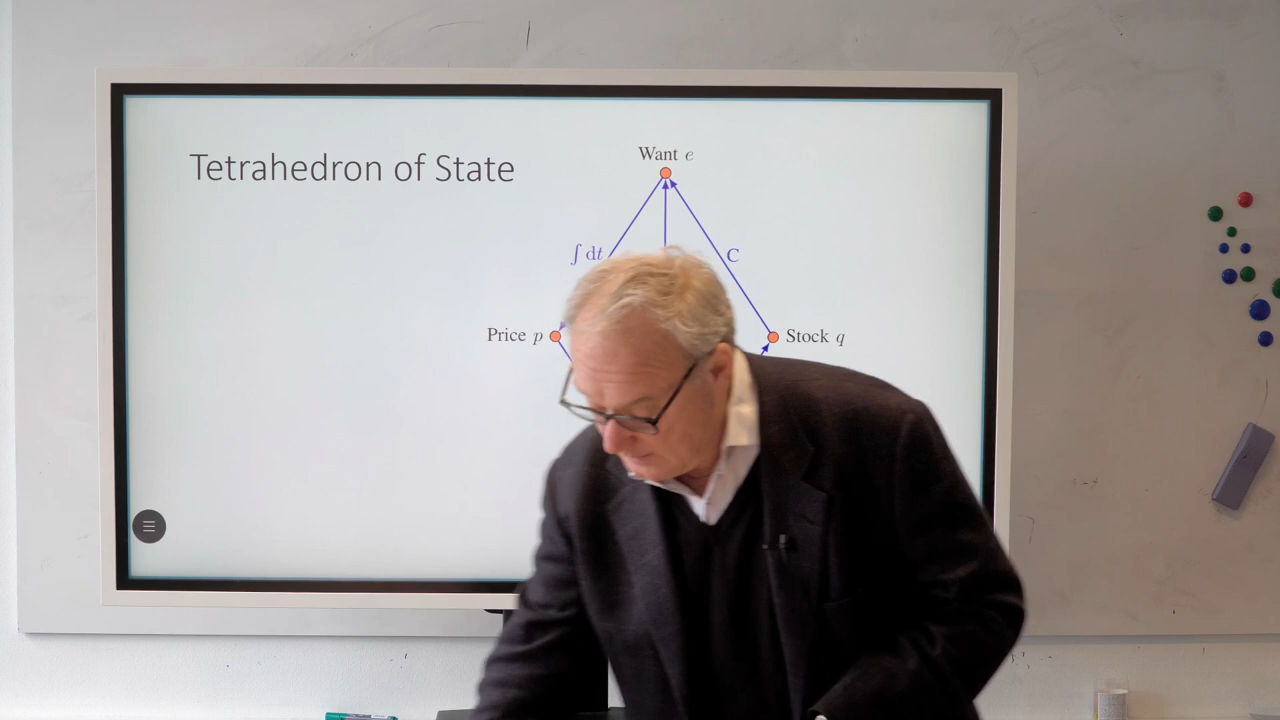 Tetrahedron of State
Want e
∫ dt
C
Price p
Stock q